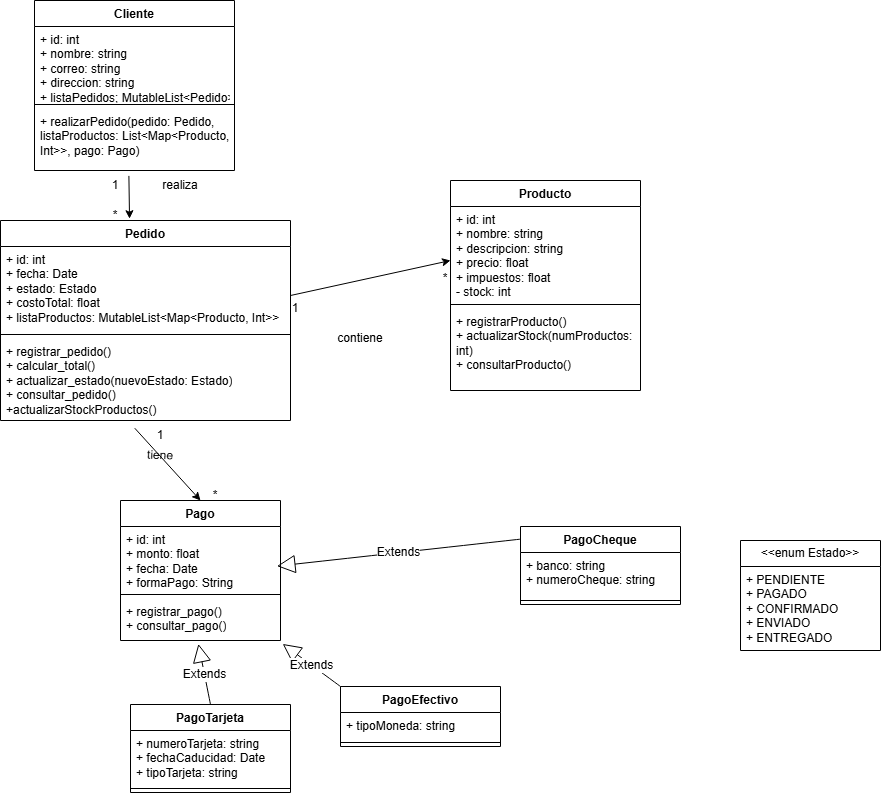 Cliente
+ id: int
+ nombre: string
+ correo: string
+ direccion: string
+ listaPedidos: MutableList<Pedido>
+ realizarPedido(pedido: Pedido,
listaProductos: List<Map<Producto,
Int>>, pago: Pago)
1
realiza
*
Pedido
+ id: int
+ fecha: Date
+ estado: Estado
+ costoTotal: float
+ listaProductos: MutableList<Map<Producto, Int>>
+ registrar_pedido()
+ calcular_total()
+ actualizar_estado(nuevoEstado: Estado)
+ consultar_pedido()
+actualizarStockProductos()
1
contiene
*
Producto
+ id: int
+ nombre: string
+ descripcion: string
+ precio: float
+ impuestos: float
- stock: int
+ registrarProducto()
+ actualizarStock(numProductos:
int)
+ consultarProducto()
1
tiene
*
Pago
+ id: int
+ monto: float
+ fecha: Date
+ formaPago: String
+ registrar_pago()
+ consultar_pago()
Extends
PagoCheque
+ banco: string
+ numeroCheque: string
<<enum Estado>>
+ PENDIENTE
+ PAGADO
+ CONFIRMADO
+ ENVIADO
+ ENTREGADO
Extends
Extends
PagoEfectivo
+ tipoMoneda: string
PagoTarjeta
+ numeroTarjeta: string
+ fechaCaducidad: Date
+ tipoTarjeta: string